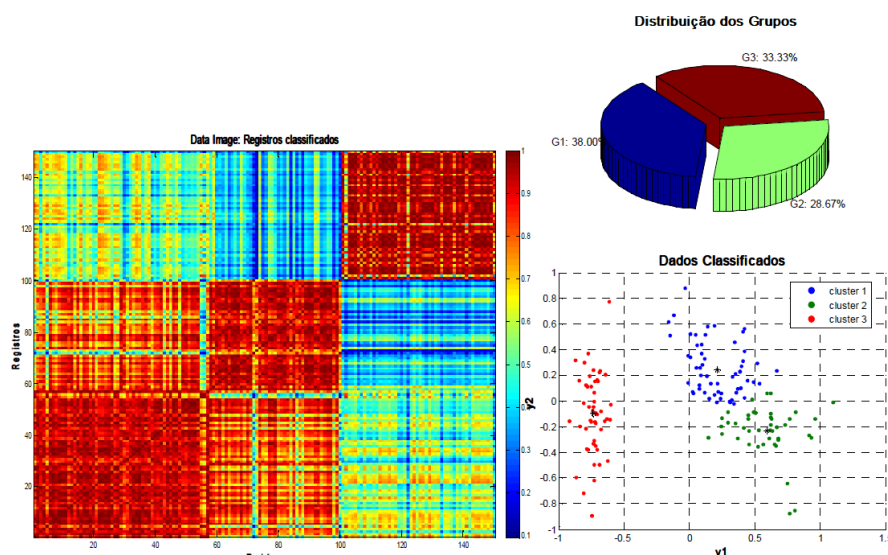 Distribuição dos Grupos
G3: 33.33%
G1: 38.00%
G2: 28.67%
Data Image: Registros classificados
Registros
140
120
100
80
60
40
20
20 40 60 80 100 120 140
1
0.9
0.8
0.7
0.6
0.5
0.4
0.3
0.2
0.1
Dados Classificados
cluster 1
cluster 2
cluster 3
y2
1
0.8
0.6
0.4
0.2
0
-0.2
-0.4
-0.6
-0.8
-1
-1 -0.5 0 0.5 1 1.5
y1